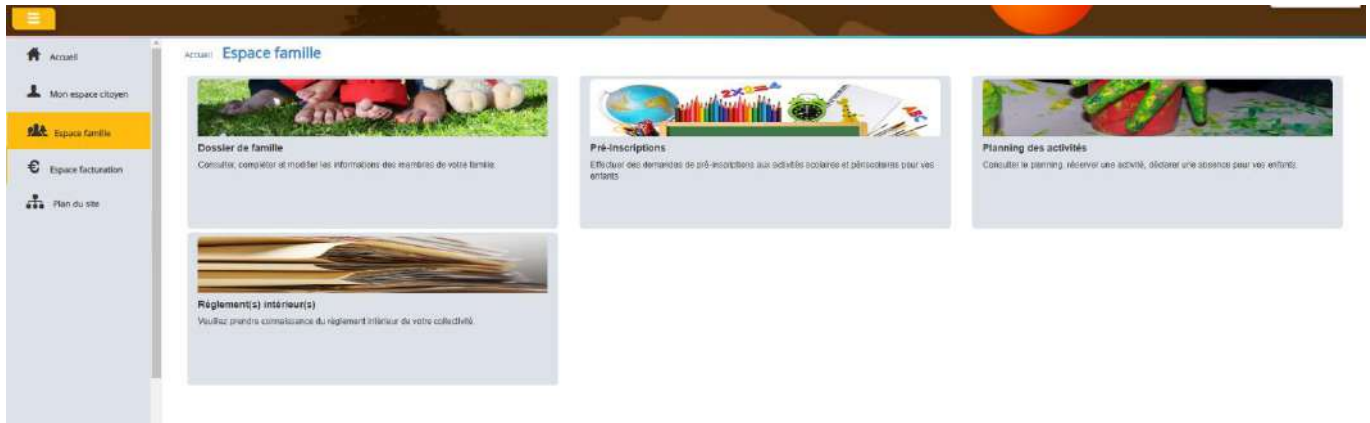 Accueil
Mon espace citoyen
Espace famille
Espace facturation
Plan du site
Accueil Espace famille
Dossier de famille
Consulter, compléter et modifier les informations des membres de votre famille.
2x2=4
ABC
Pré-inscriptions
Effectuer des demandes de pré-inscriptions aux activités scolaires et périscolaires pour vos
enfants
Planning des activités
Consulter le planning, réserver une activité, déclarer une absence pour vos enfants.
Règlement(s) intérieur(s)
Veuillez prendre connaissance du règlement intérieur de votre collectivité.